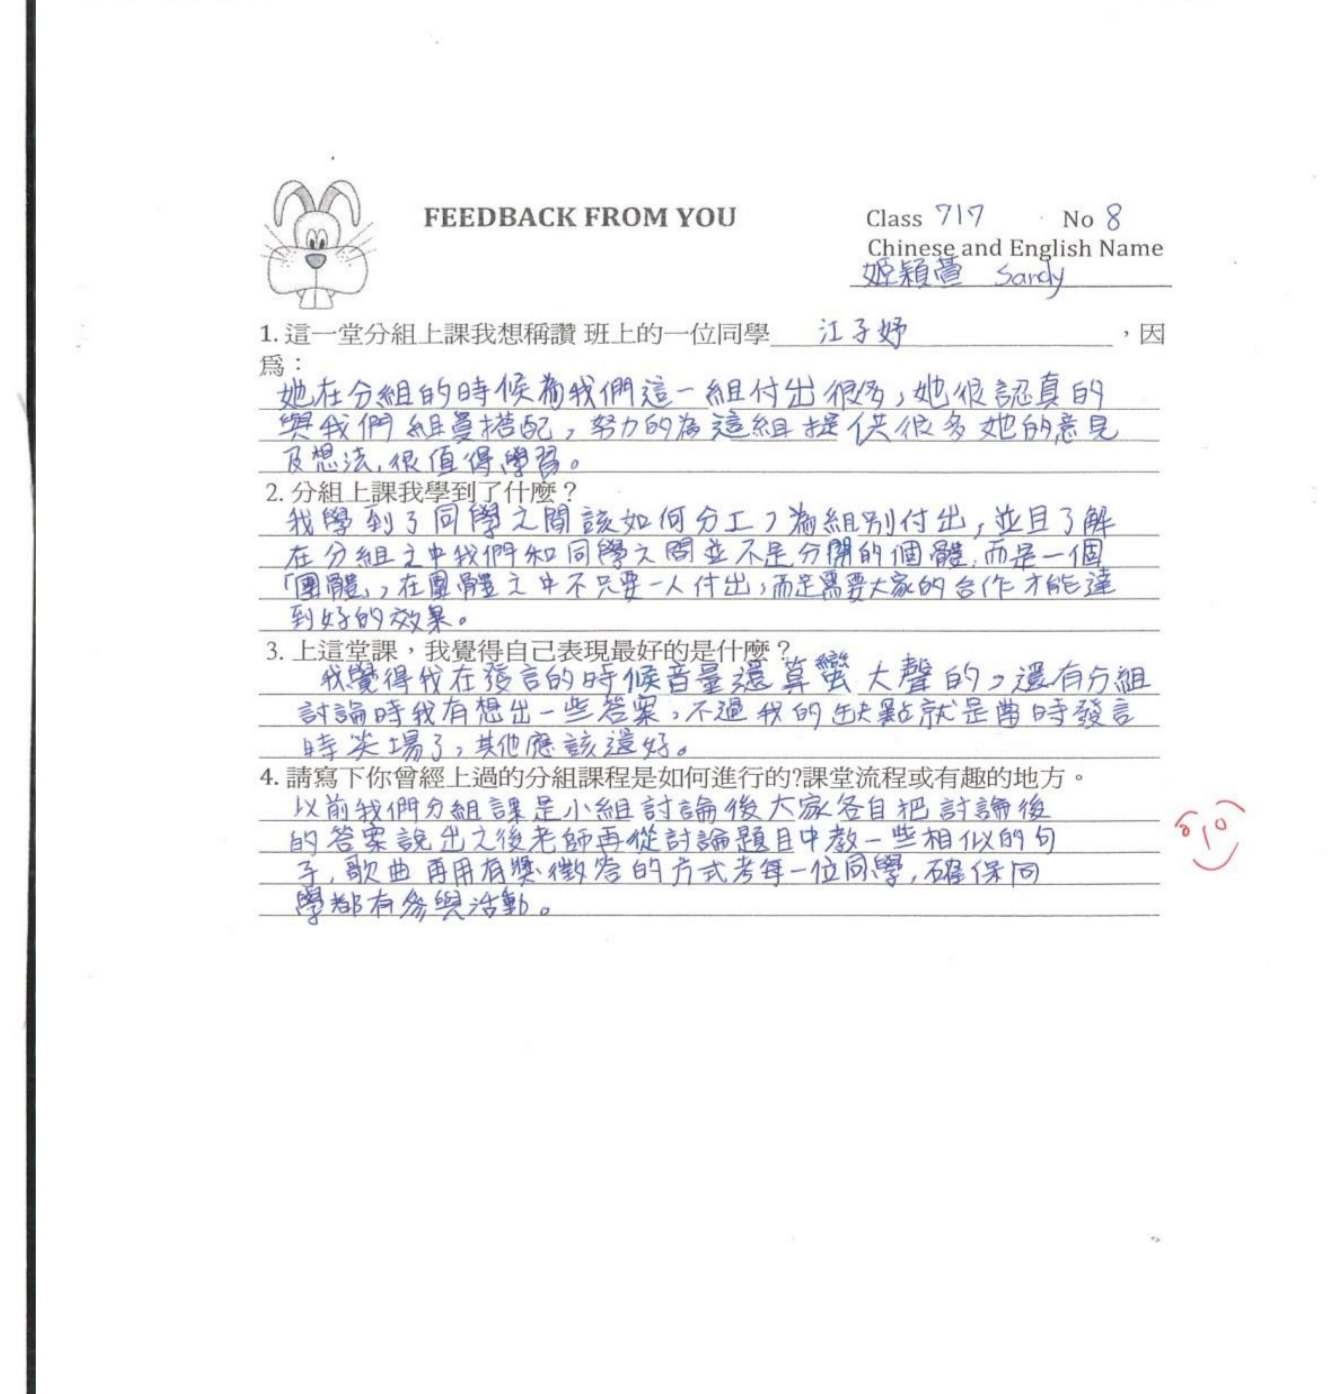 FEEDBACK FROM YOU
Class 717 No 8
Chinese and English Name
姬穎萱 Sandy
1. 這一堂分組上課我想稱讚 班上的一位同學 江子妤 ，因
為：
她在分組的時候為我們這一組付出很多，她很認真的
與我們組員搭配，努力的為這組提供很多她的意見
及想法,很值得學習。
2. 分組上課我學到了什麼？
我學到了同學之間該如何分工，為組別付出，並且了解
在分組之中我們和同學之間並不是分開的個體,而是一個
「團體」，在團體之中不只要一人付出，而是需要大家的合作才能達
到好的效果。
3. 上這堂課，我覺得自己表現最好的是什麼？
我覺得我在發言的時候音量還算蠻大聲的，還有分組
討論時我有想出一些答案，不過我的缺點就是當時發言
時笑場了，其他應該還好。
4. 請寫下你曾經上過的分組課程是如何進行的?課堂流程或有趣的地方。
以前我們分組課是小組討論後大家各自把討論後
的答案說出之後老師再從討論題目中教一些相似的句
子,歌曲再用有獎徵答的方式考每一位同學,確保同
學都有參與活動。